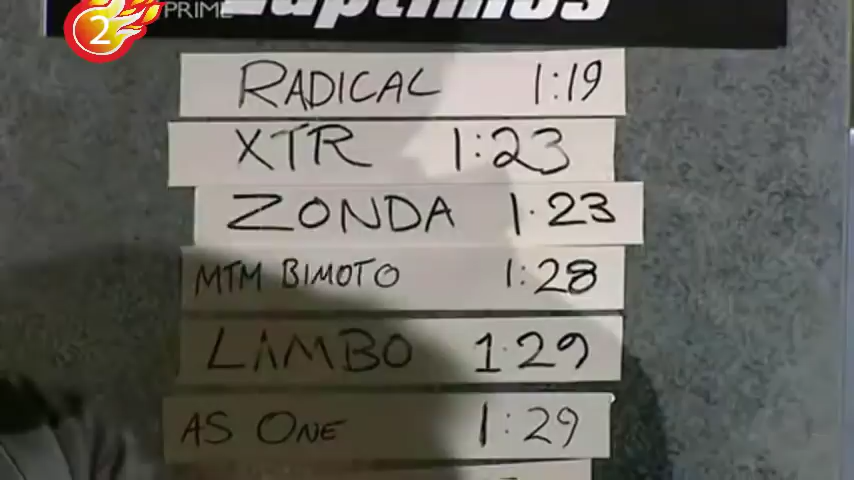 2 PRIME
Laptimes
RADICAL 1:19
XTR 1:23
ZONDA 1.23
MTM BIMOTO 1:28
LAMBO 1.29
AS ONE 1:29